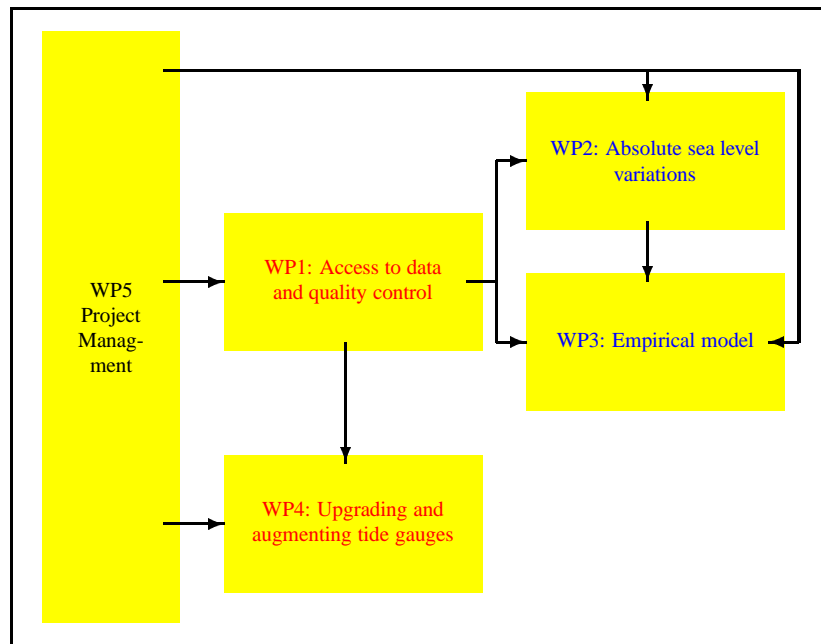 WP5
Project
Manag-
ment
WP1: Access to data
and quality control
WP2: Absolute sea level
variations
WP3: Empirical model
WP4: Upgrading and
augmenting tide gauges